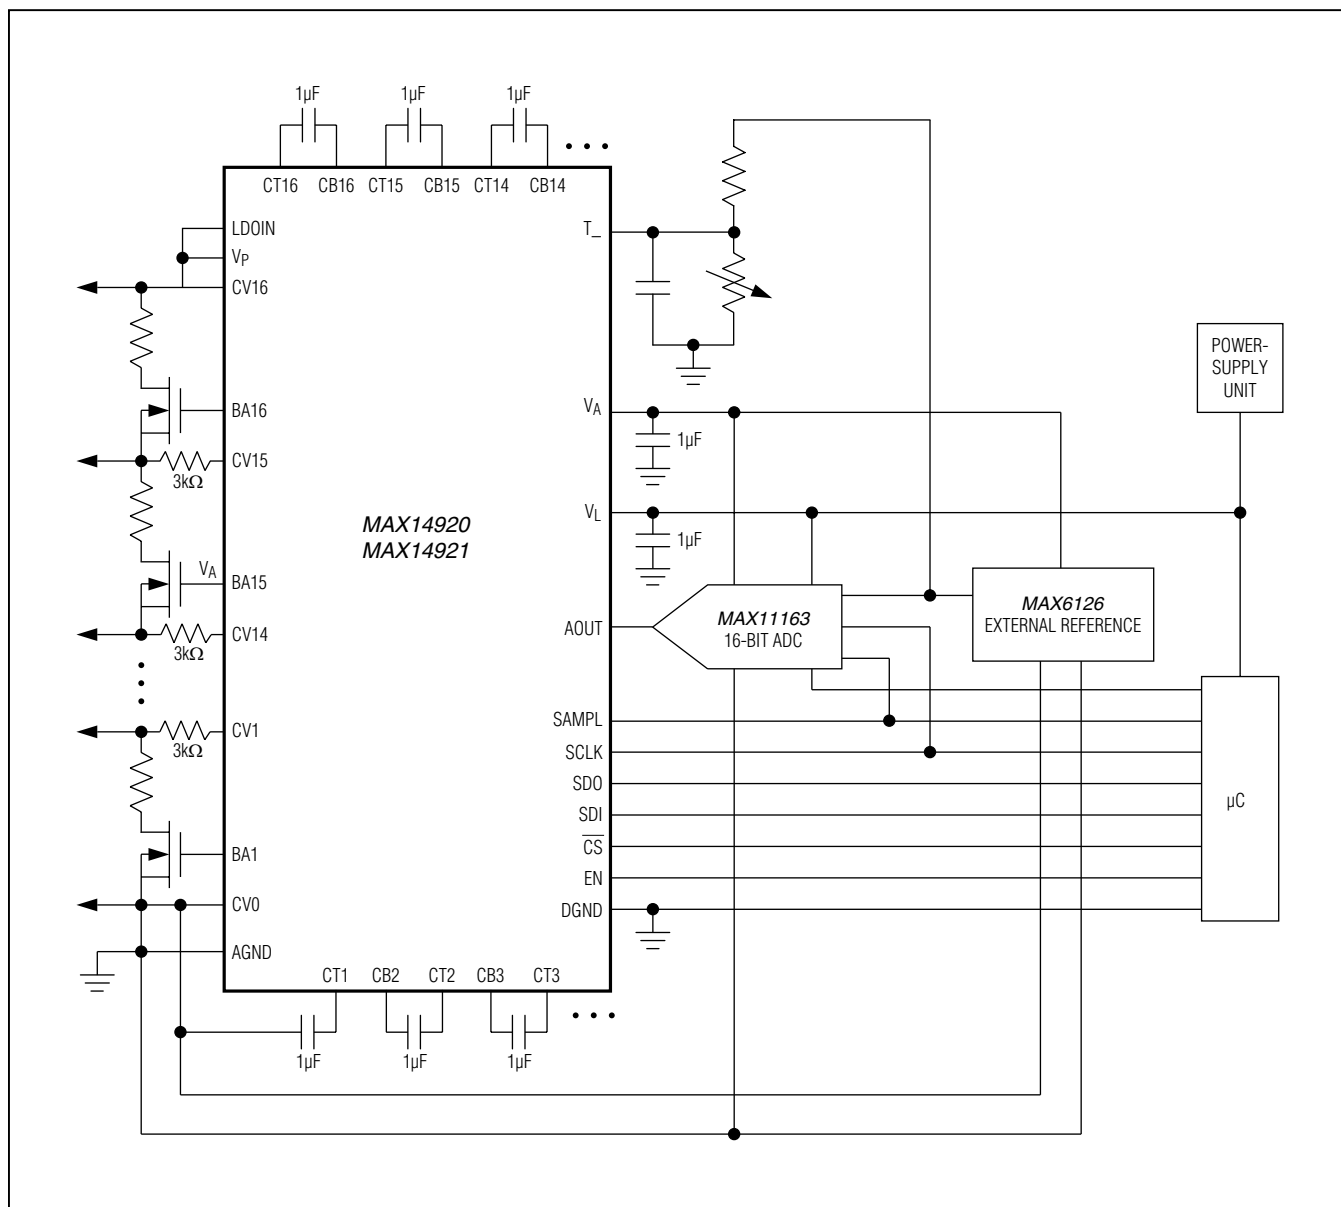 1µF 1µF 1µF
CT16 CB16 CT15 CB15 CT14 CB14
LDOIN
VP
CV16
BA16
CV15
3kΩ
VA
BA15
CV14
3kΩ
CV1
3kΩ
BA1
CV0
AGND
MAX14920
MAX14921
T_
VA
1µF
VL
1µF
AOUT
SAMPL
SCLK
SDO
SDI
CS
EN
DGND
CT1 CB2 CT2 CB3 CT3
1µF 1µF 1µF
MAX11163
16-BIT ADC
MAX6126
EXTERNAL REFERENCE
POWER-
SUPPLY
UNIT
µC